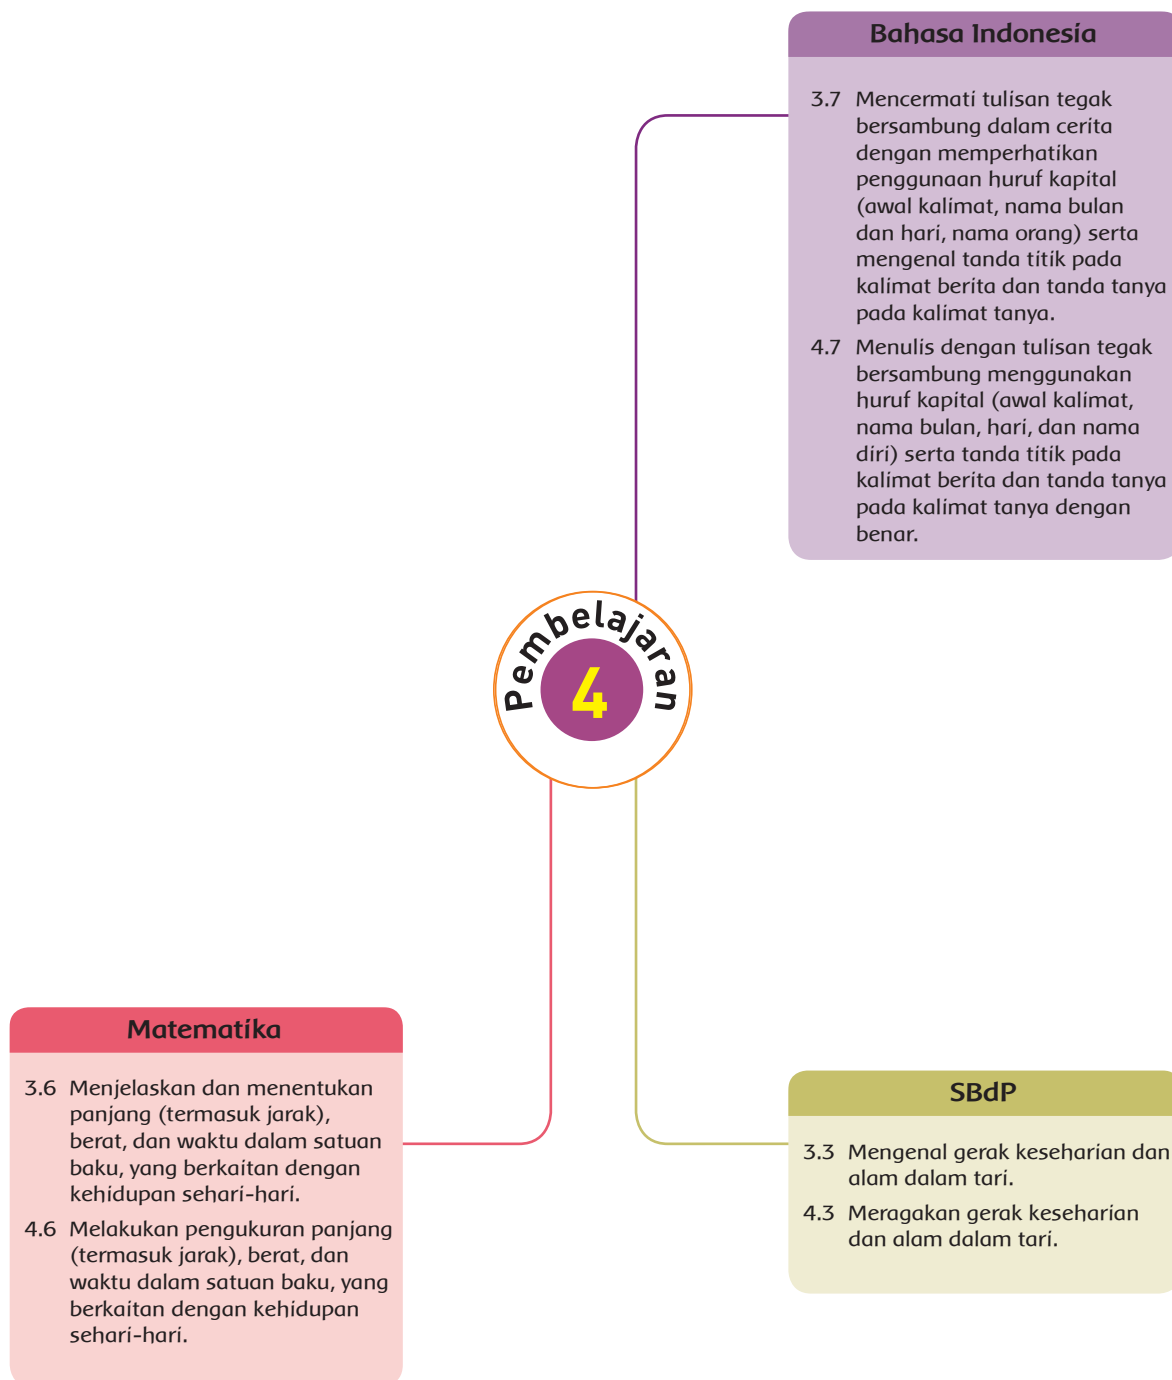 Bahasa Indonesia
3.7 Mencermati tulisan tegak
bersambung dalam cerita
dengan memperhatikan
penggunaan huruf kapital
(awal kalimat, nama bulan
dan hari, nama orang) serta
mengenal tanda titik pada
kalimat berita dan tanda tanya
pada kalimat tanya.
4.7 Menulis dengan tulisan tegak
bersambung menggunakan
huruf kapital (awal kalimat,
nama bulan, hari, dan nama
diri) serta tanda titik pada
kalimat berita dan tanda tanya
pada kalimat tanya dengan
benar.
Pembelajaran
4
Matematika
3.6 Menjelaskan dan menentukan
panjang (termasuk jarak),
berat, dan waktu dalam satuan
baku, yang berkaitan dengan
kehidupan sehari-hari.
4.6 Melakukan pengukuran panjang
(termasuk jarak), berat, dan
waktu dalam satuan baku, yang
berkaitan dengan kehidupan
sehari-hari.
SBdP
3.3 Mengenal gerak keseharian dan
alam dalam tari.
4.3 Meragakan gerak keseharian
dan alam dalam tari.